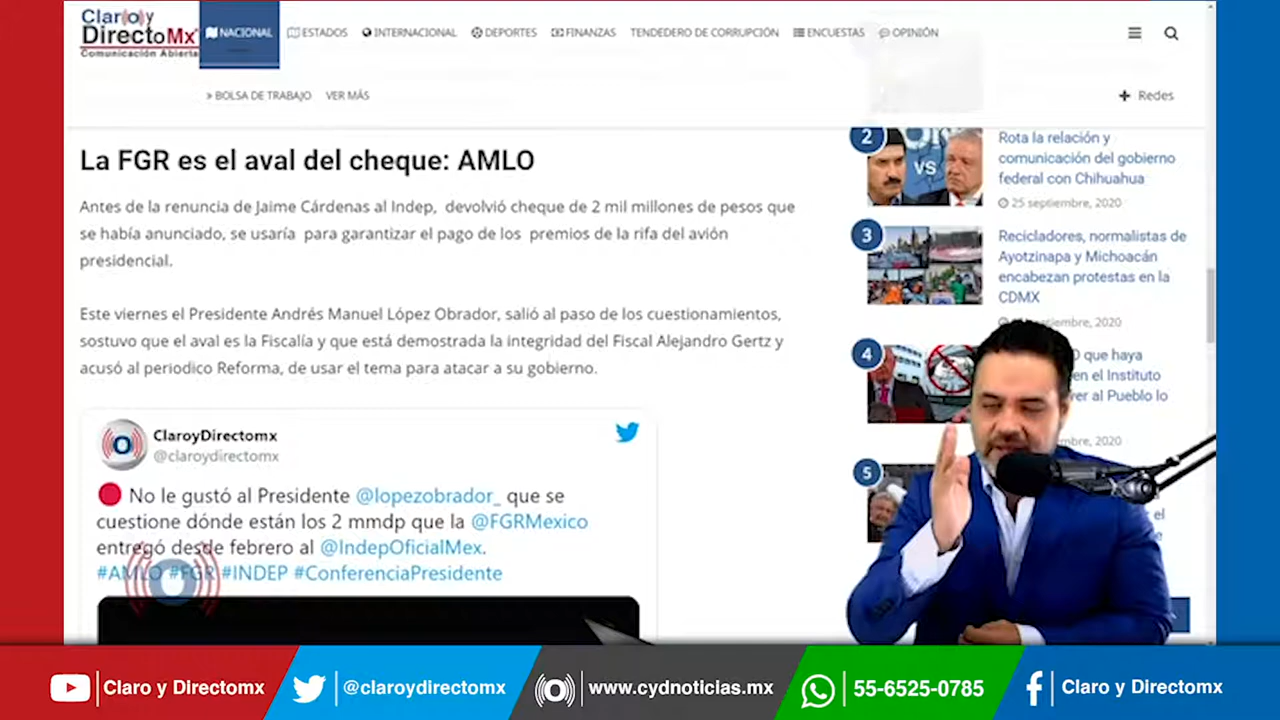 Claro y
DirectoMx
Comunicación Abierta
NACIONAL
ESTADOS
INTERNACIONAL
DEPORTES
FINANZAS
TENDEDERO DE CORRUPCIÓN
ENCUESTAS
OPINIÓN
» BOLSA DE TRABAJO
VER MÁS
Redes
La FGR es el aval del cheque: AMLO
Antes de la renuncia de Jaime Cárdenas al Indep, devolvió cheque de 2 mil millones de pesos que
se había anunciado, se usaría para garantizar el pago de los premios de la rifa del avión
presidencial.
Este viernes el Presidente Andrés Manuel López Obrador, salió al paso de los cuestionamientos,
sostuvo que el aval es la Fiscalía y que está demostrada la integridad del Fiscal Alejandro Gertz y
acusó al periodico Reforma, de usar el tema para atacar a su gobierno.
ClaroyDirectomx
@claroydirectomx
No le gustó al Presidente @lopezobrador_ que se
cuestione dónde están los 2 mmdp que la @FGRMexico
entregó desde febrero al @IndepOficialMex.
#AMLO #FGR #INDEP #ConferenciaPresidente
2
VS
Rota la relación y
comunicación del gobierno
federal con Chihuahua
25 septiembre, 2020
3
Recicladores, normalistas de
Ayotzinapa y Michoacán
encabezan protestas en la
CDMX
septiembre, 2020
4
que haya
en el Instituto
al Pueblo lo
2020
5
Claro y Directomx
@claroydirectomx
www.cydnoticias.mx
55-6525-0785
Claro y Directomx